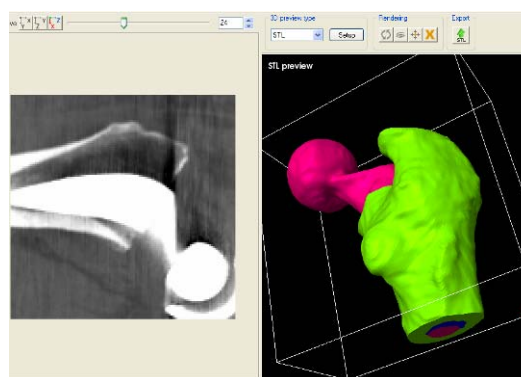 24
3D preview type
Rendering
Export
STL
Setup
STL
STL preview